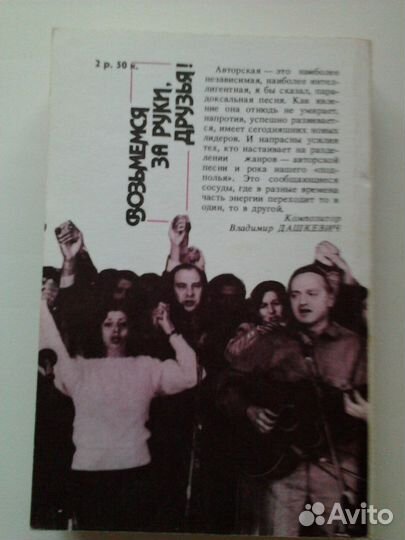 2 р. 50 к.
ВОЗЬМЕМСЯ
ЗА РУКИ,
ДРУЗЬЯ!
Авторская — это наиболее
независимая, наиболее интел-
лигентная, я бы сказал, пара-
доксальная песня. Как явле-
ние она отнюдь не умирает,
напротив, успешно развивает-
ся, имеет сегодняшних новых
лидеров. И напрасны усилия
тех, кто настаивает на разде-
лении жанров — авторской
песни и рока нашего «под-
полья». Это сообщающиеся
сосуды, где в разные времена
часть энергии переходит то в
один, то в другой.
Композитор
Владимир ДАШКЕВИЧ
Avito